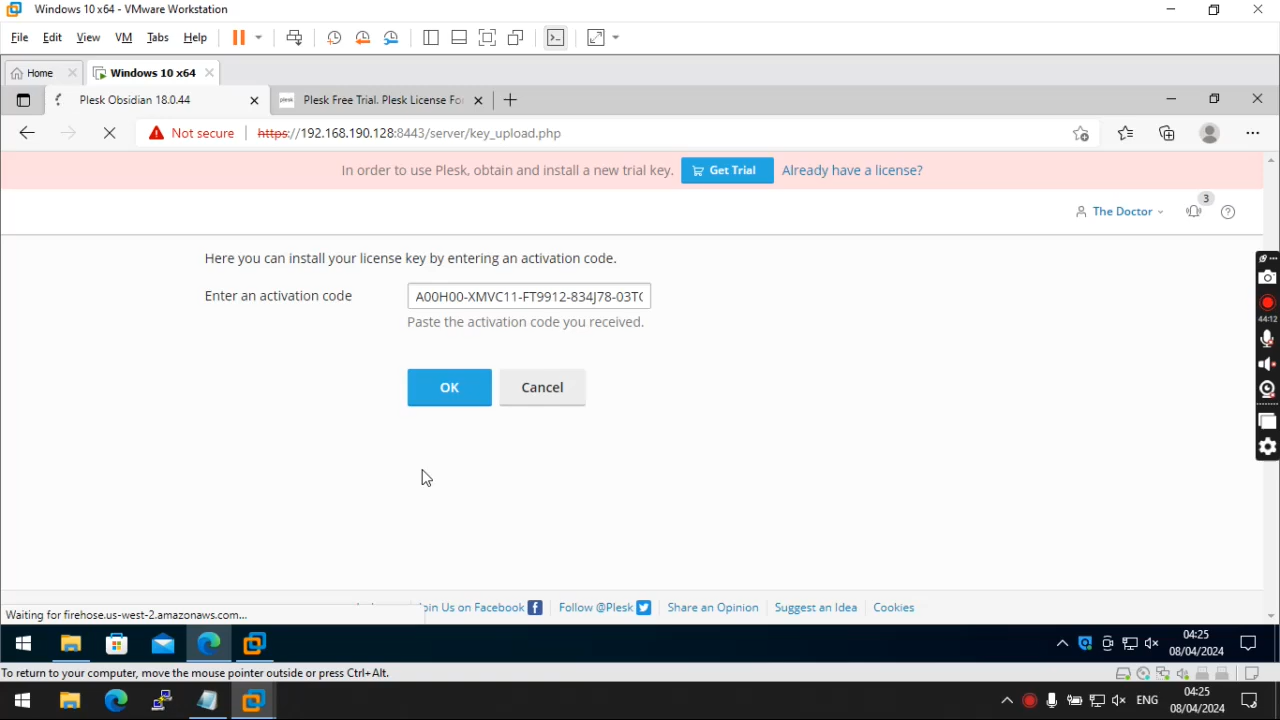 Windows 10 x64 - VMware Workstation
File Edit View VM Tabs Help
Home Windows 10 x64
Plesk Obsidian 18.0.44 plesk Plesk Free Trial. Plesk License Fo
Not secure https://192.168.190.128:8443/server/key_upload.php
In order to use Plesk, obtain and install a new trial key. Get Trial Already have a license?
3
The Doctor
Here you can install your license key by entering an activation code.
Enter an activation code A00H00-XMVC11-FT9912-834J78-03T
Paste the activation code you received.
44:12
OK Cancel
Join Us on Facebook Follow @Plesk Share an Opinion Suggest an Idea Cookies
Waiting for firehose.us-west-2.amazonaws.com...
04:25
08/04/2024
To return to your computer, move the mouse pointer outside or press Ctrl+Alt.
ENG
04:25
08/04/2024